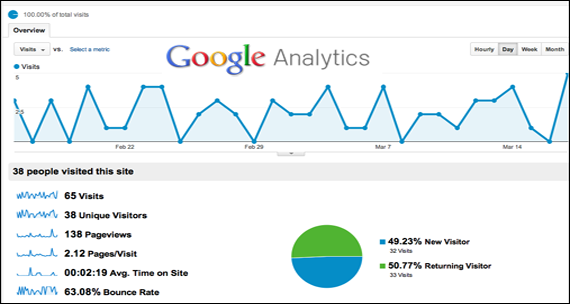 100.00% of total visits
Overview
Visits vs. Select a metric
Google Analytics
Hourly Day Week Month
Visits
5
2.5
Feb 22 Feb 29 Mar 7 Mar 14
38 people visited this site
65 Visits
38 Unique Visitors
138 Pageviews
2.12 Pages/Visit
00:02:19 Avg. Time on Site
63.08% Bounce Rate
49.23% New Visitor
32 Visits
50.77% Returning Visitor
33 Visits